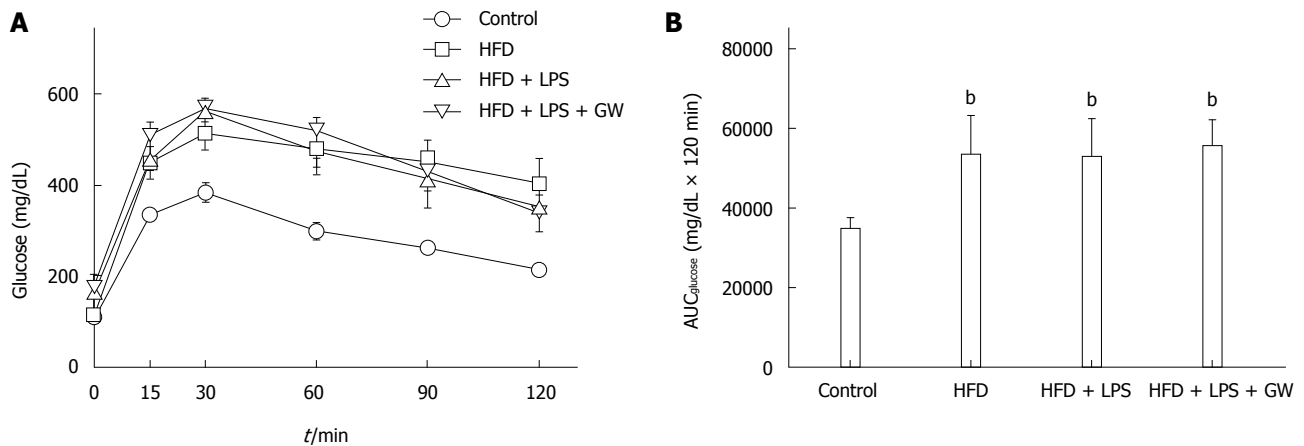 A
Control
HFD
HFD + LPS
HFD + LPS + GW
Glucose (mg/dL)
600
400
200
0
0 15 30 60 90 120
t/min
B
AUCglucose (mg/dL × 120 min)
80000
60000
40000
20000
0
b b b
Control HFD HFD + LPS HFD + LPS + GW